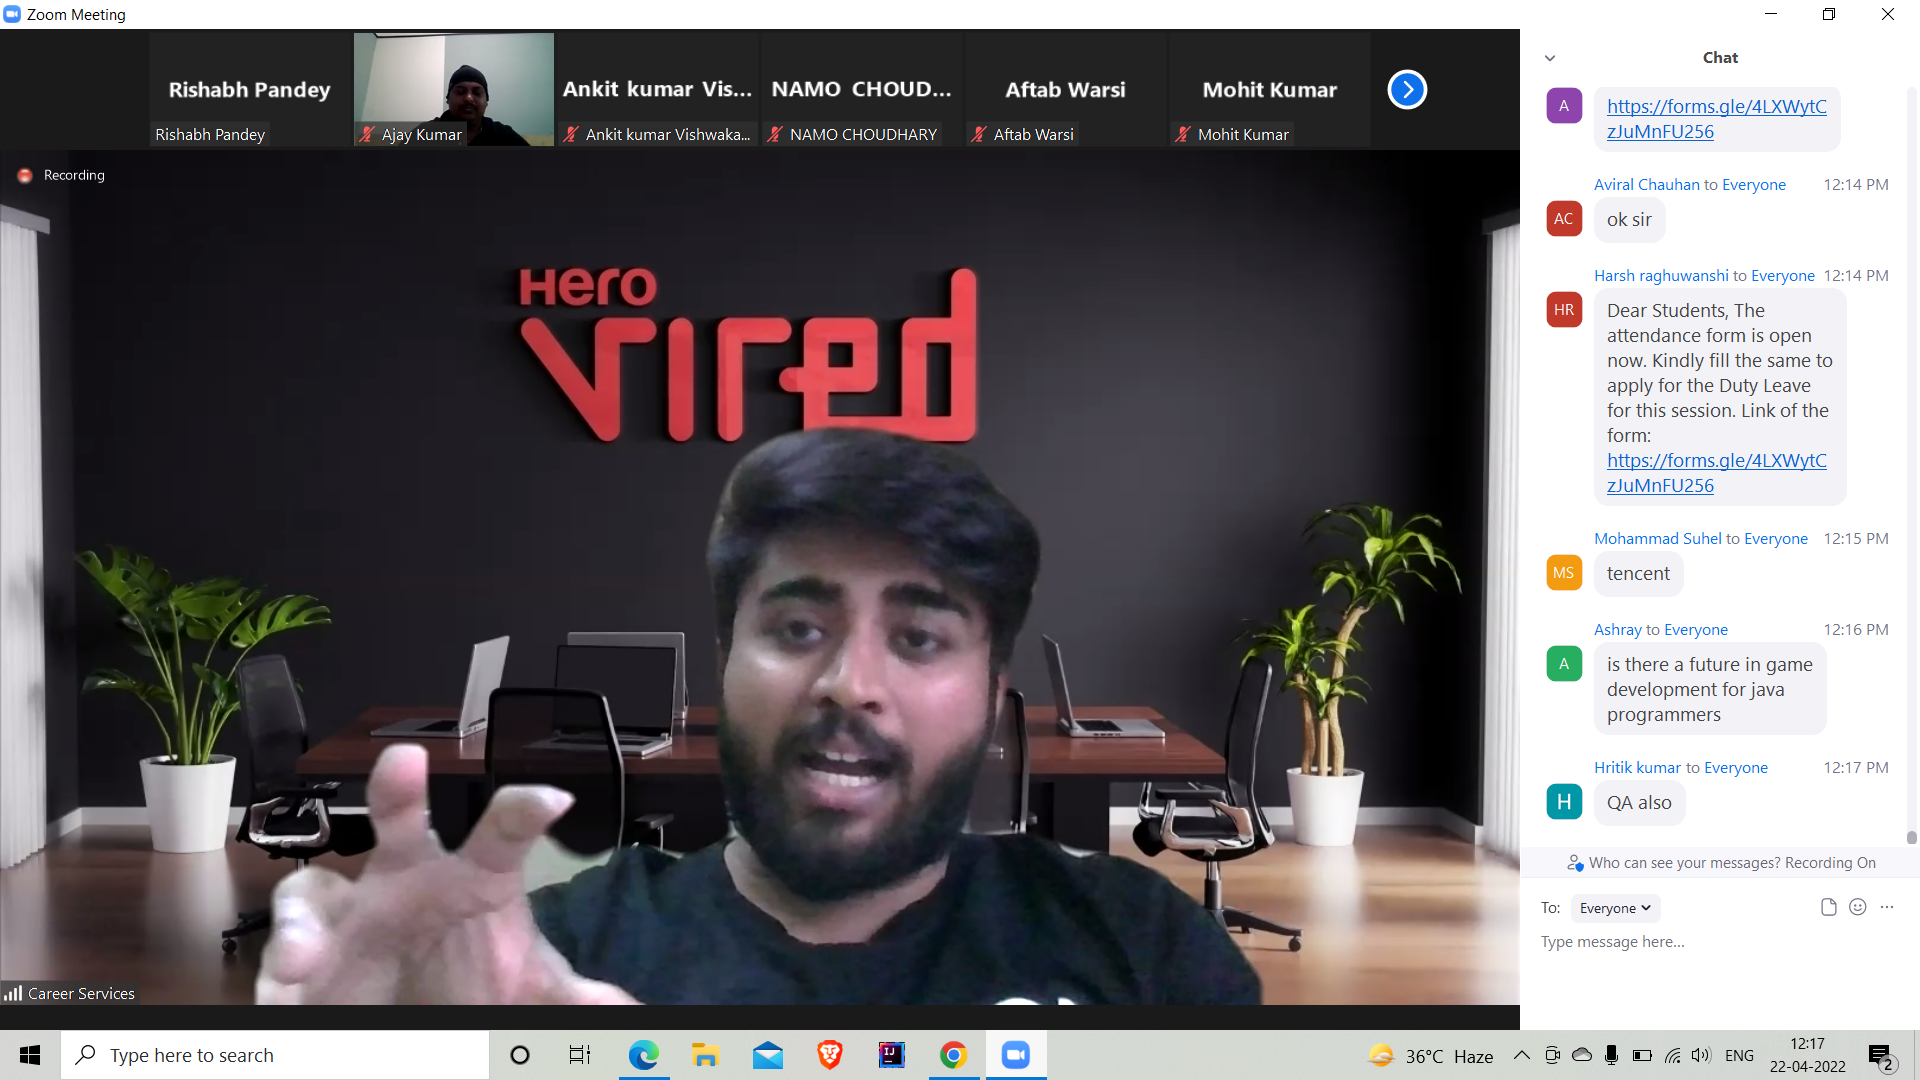 Zoom Meeting
Rishabh Pandey
Ankit kumar Vis...
NAMO CHOUD...
Aftab Warsi
Mohit Kumar
Rishabh Pandey
Ajay Kumar
Ankit kumar Vishwaka...
NAMO CHOUDHARY
Aftab Warsi
Mohit Kumar
Recording
Hero
Vired
Career Services
Chat
A
https://forms.gle/4LXWytC
zJuMnFU256
Aviral Chauhan to Everyone 12:14 PM
AC
ok sir
Harsh raghuwanshi to Everyone 12:14 PM
HR
Dear Students, The
attendance form is open
now. Kindly fill the same to
apply for the Duty Leave
for this session. Link of the
form:
https://forms.gle/4LXWytC
zJuMnFU256
Mohammad Suhel to Everyone 12:15 PM
MS
tencent
Ashray to Everyone 12:16 PM
A
is there a future in game
development for java
programmers
Hritik kumar to Everyone 12:17 PM
H
QA also
Who can see your messages? Recording On
To: Everyone
Type message here...
Type here to search
IJ
36°C Haze
ENG
12:17
22-04-2022
2